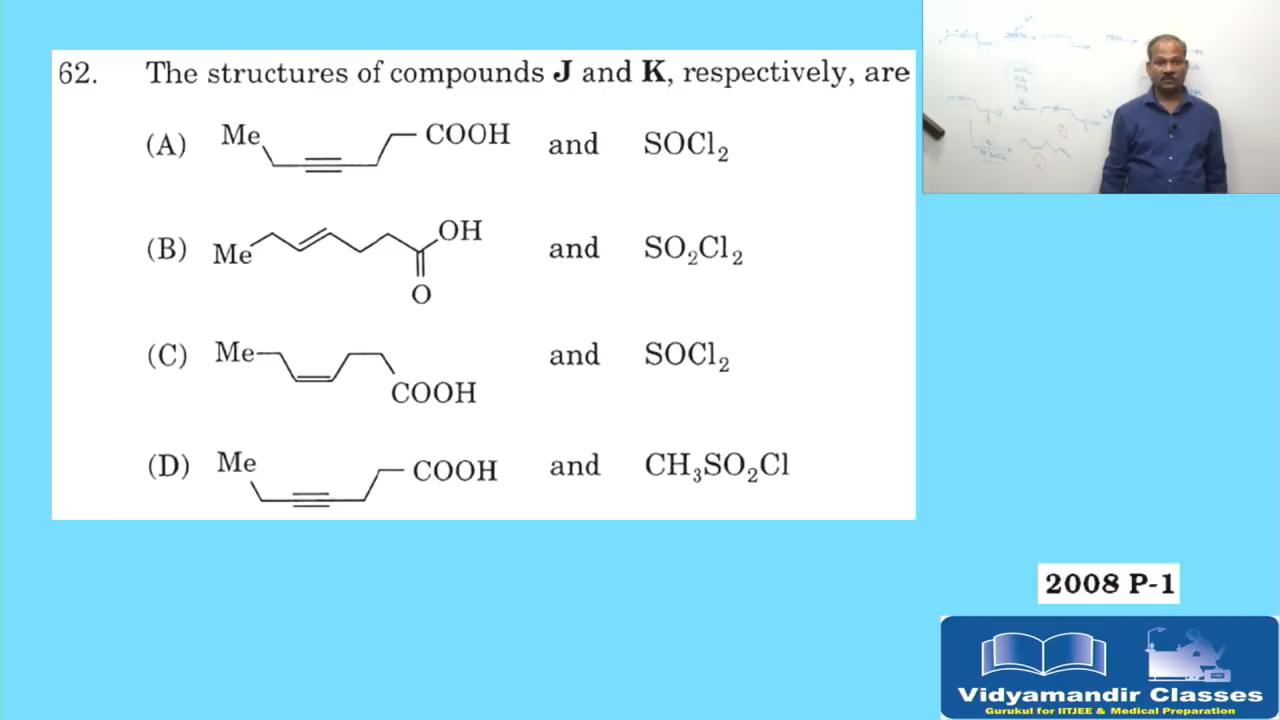 62. The structures of compounds J and K, respectively, are
(A) Me COOH and SOCl₂
(B) Me OH O and SO₂Cl₂
(C) Me COOH and SOCl₂
(D) Me COOH and CH₃SO₂Cl
2008 P-1
Vidyamandir Classes
Gurukul for IITJEE & Medical Preparation